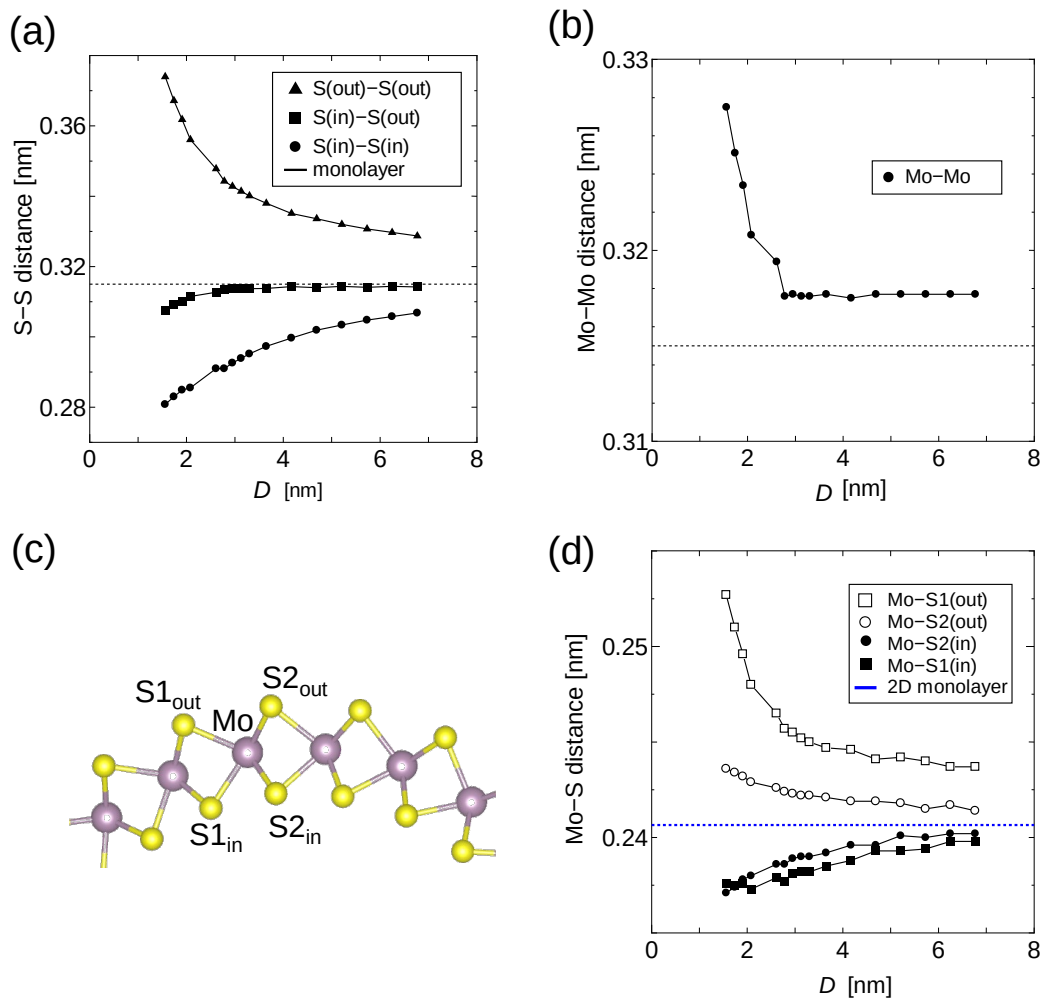 (a)
S−S distance [nm]
0.36
0.32
0.28
S(out)−S(out)
S(in)−S(out)
S(in)−S(in)
monolayer
0 2 4 6 8
D [nm]
(b)
Mo−Mo distance [nm]
0.33
0.32
0.31
Mo−Mo
0 2 4 6 8
D [nm]
(c)
S1out
S2out
Mo
S1in
S2in
(d)
Mo−S distance [nm]
0.25
0.24
Mo−S1(out)
Mo−S2(out)
Mo−S2(in)
Mo−S1(in)
2D monolayer
0 2 4 6 8
D [nm]